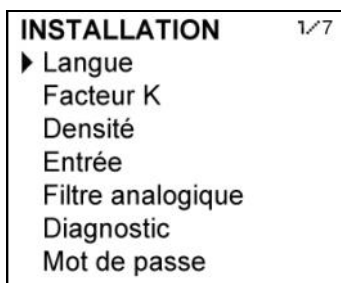 INSTALLATION 1/7
Langue
Facteur K
Densité
Entrée
Filtre analogique
Diagnostic
Mot de passe